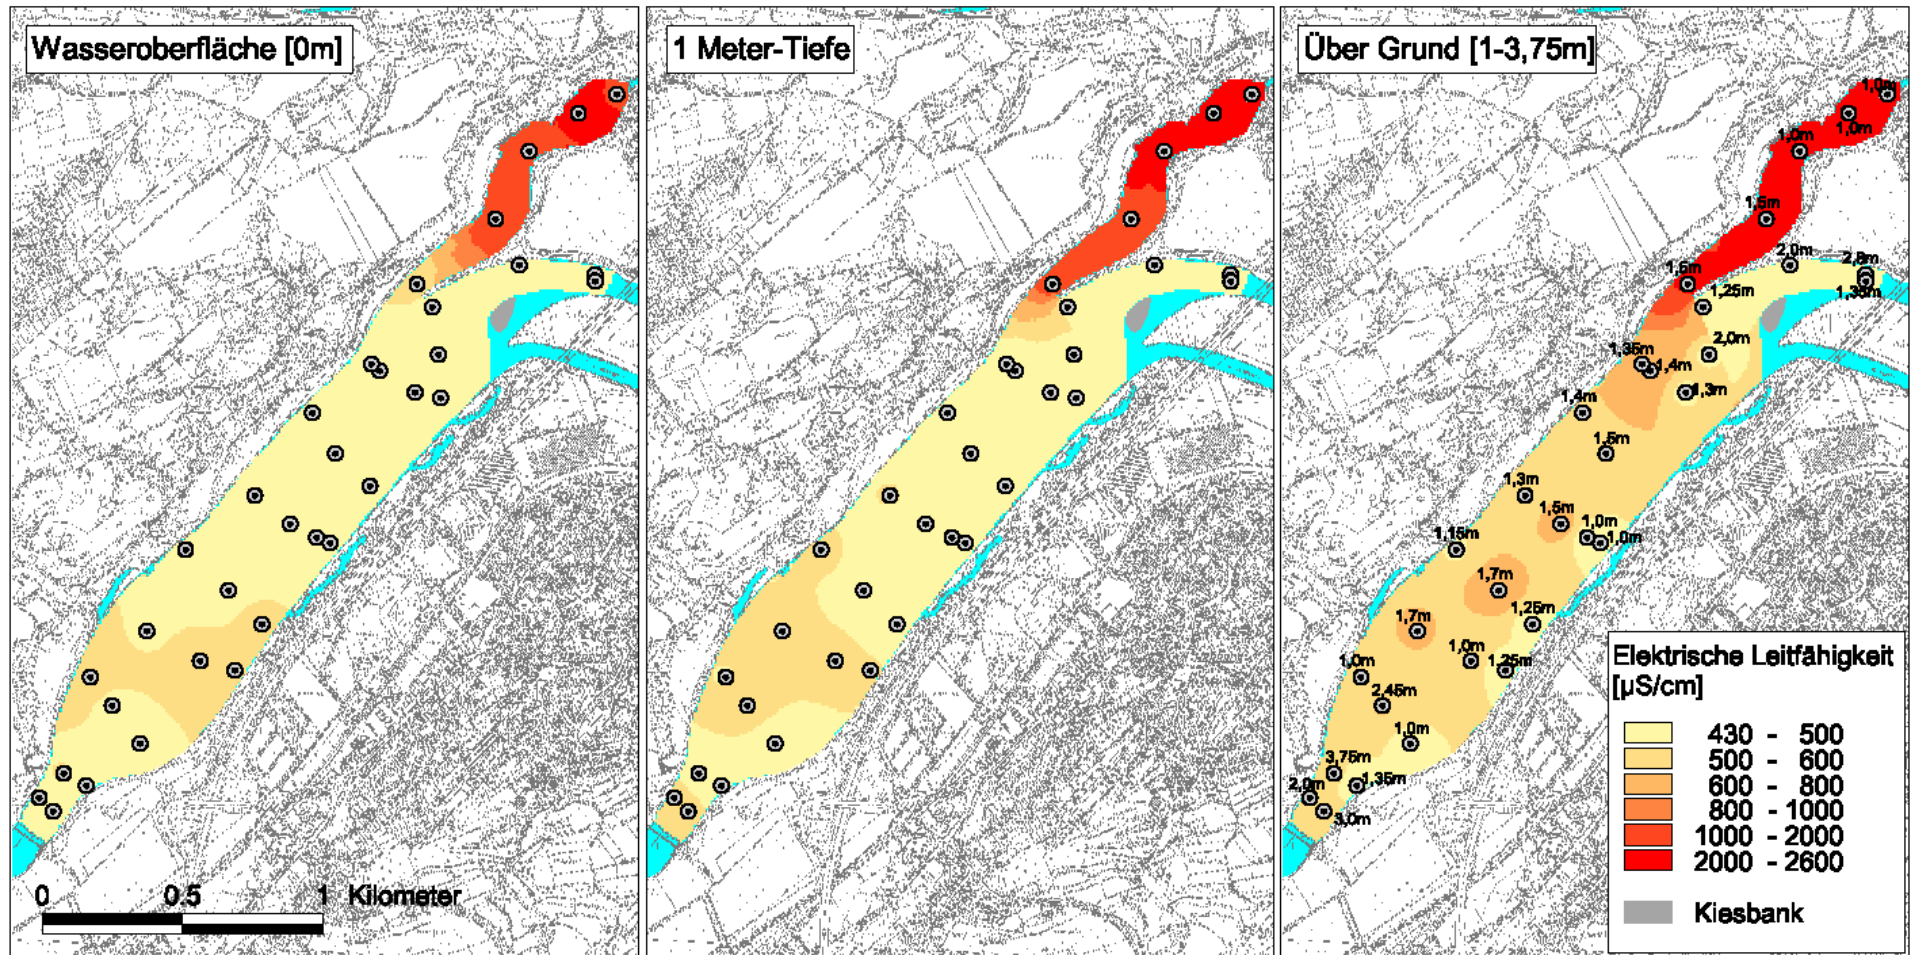 Wasseroberfläche [0m]
1 Meter-Tiefe
Über Grund [1-3,75m]
1,0m
1,0m
1,0m
1,5m
2,0m
2,8m
1,5m
1,35m
1,25m
2,0m
1,35m
1,4m
1,3m
1,4m
1,5m
1,3m
1,5m
1,0m
1,15m
1,0m
1,7m
1,25m
1,7m
1,0m
1,0m
1,25m
2,45m
1,0m
3,75m
1,35m
2,0m
3,0m
Elektrische Leitfähigkeit
[µS/cm]
430 - 500
500 - 600
600 - 800
800 - 1000
1000 - 2000
2000 - 2600
Kiesbank
0 0.5 1 Kilometer